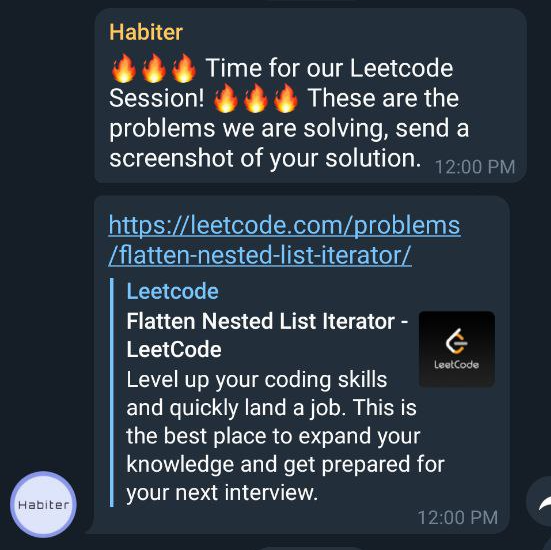 Habiter
🔥🔥🔥 Time for our Leetcode
Session! 🔥🔥🔥 These are the
problems we are solving, send a
screenshot of your solution. 12:00 PM
https://leetcode.com/problems
/flatten-nested-list-iterator/
Leetcode
Flatten Nested List Iterator -
LeetCode
LeetCode
Level up your coding skills
and quickly land a job. This is
the best place to expand your
knowledge and get prepared for
your next interview.
Habiter
12:00 PM